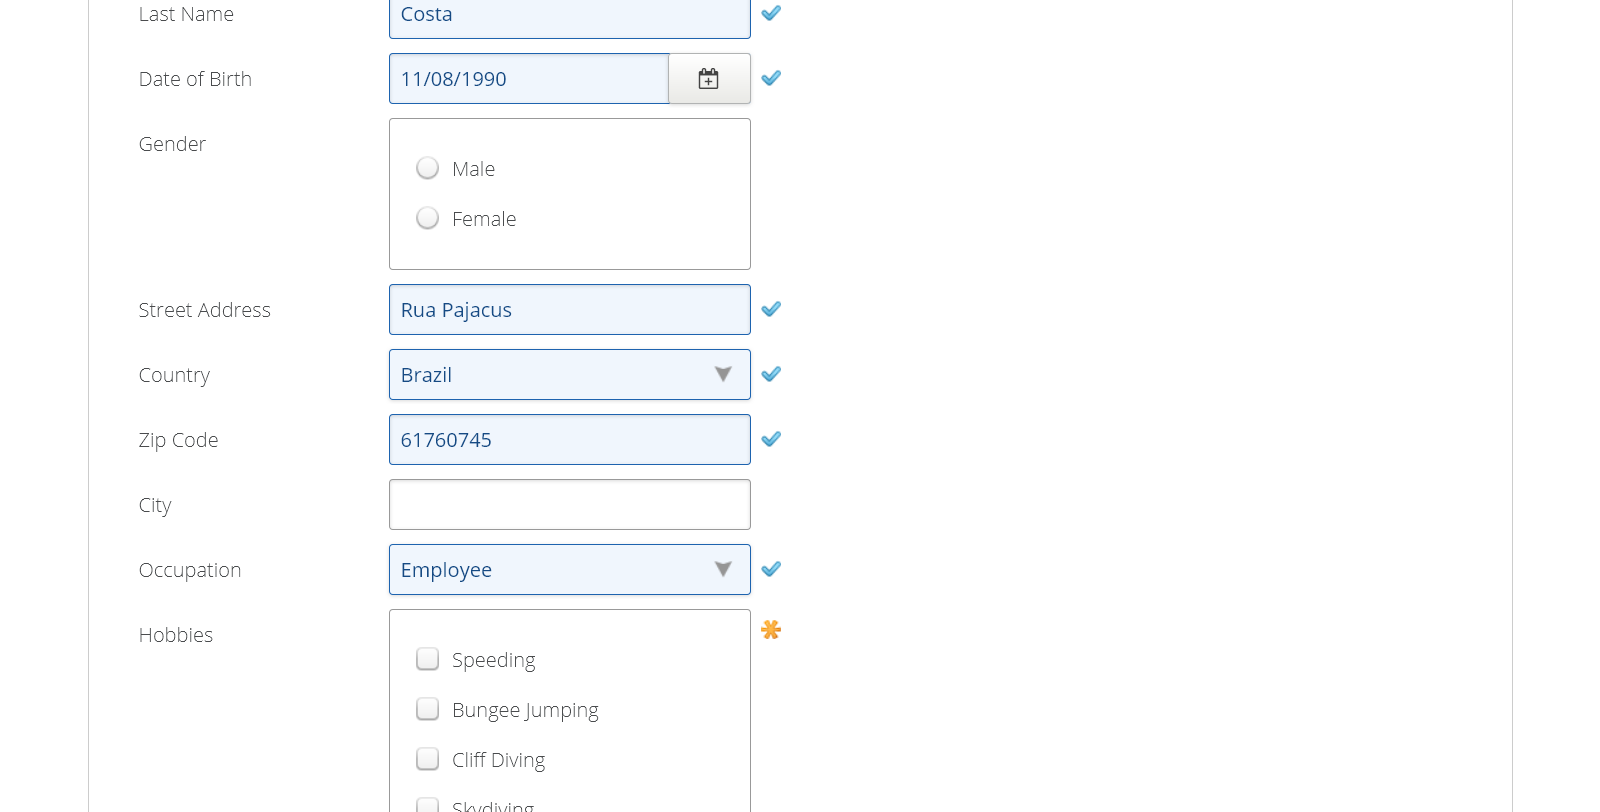 Last Name Costa
Date of Birth 11/08/1990
Gender
Male
Female
Street Address Rua Pajacus
Country Brazil
Zip Code 61760745
City
Occupation Employee
Hobbies
Speeding
Bungee Jumping
Cliff Diving
Skydiving